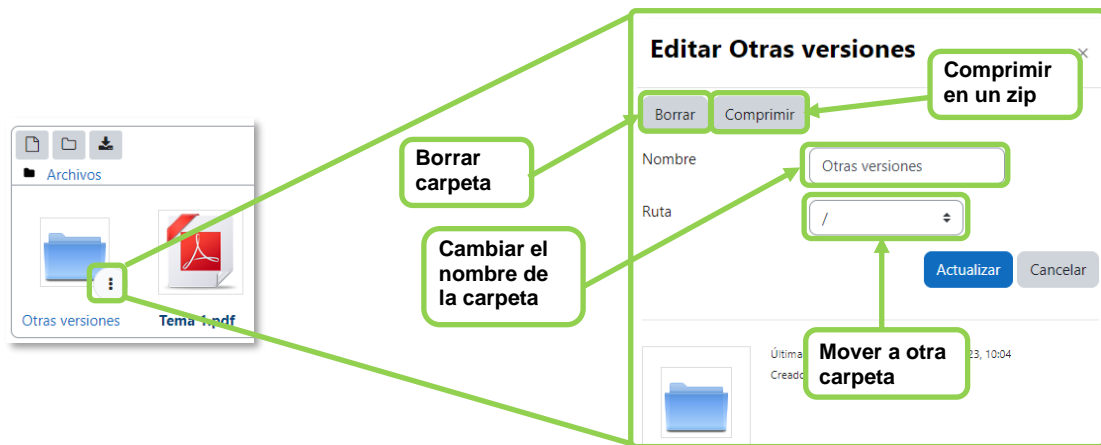 Editar Otras versiones
×
Comprimir
en un zip
Borrar
Comprimir
Archivos
Borrar
carpeta
Nombre
Otras versiones
Ruta
/
Cambiar el
nombre de
la carpeta
Actualizar
Cancelar
Otras versiones
Tema 1.pdf
Mover a otra
carpeta
23, 10:04